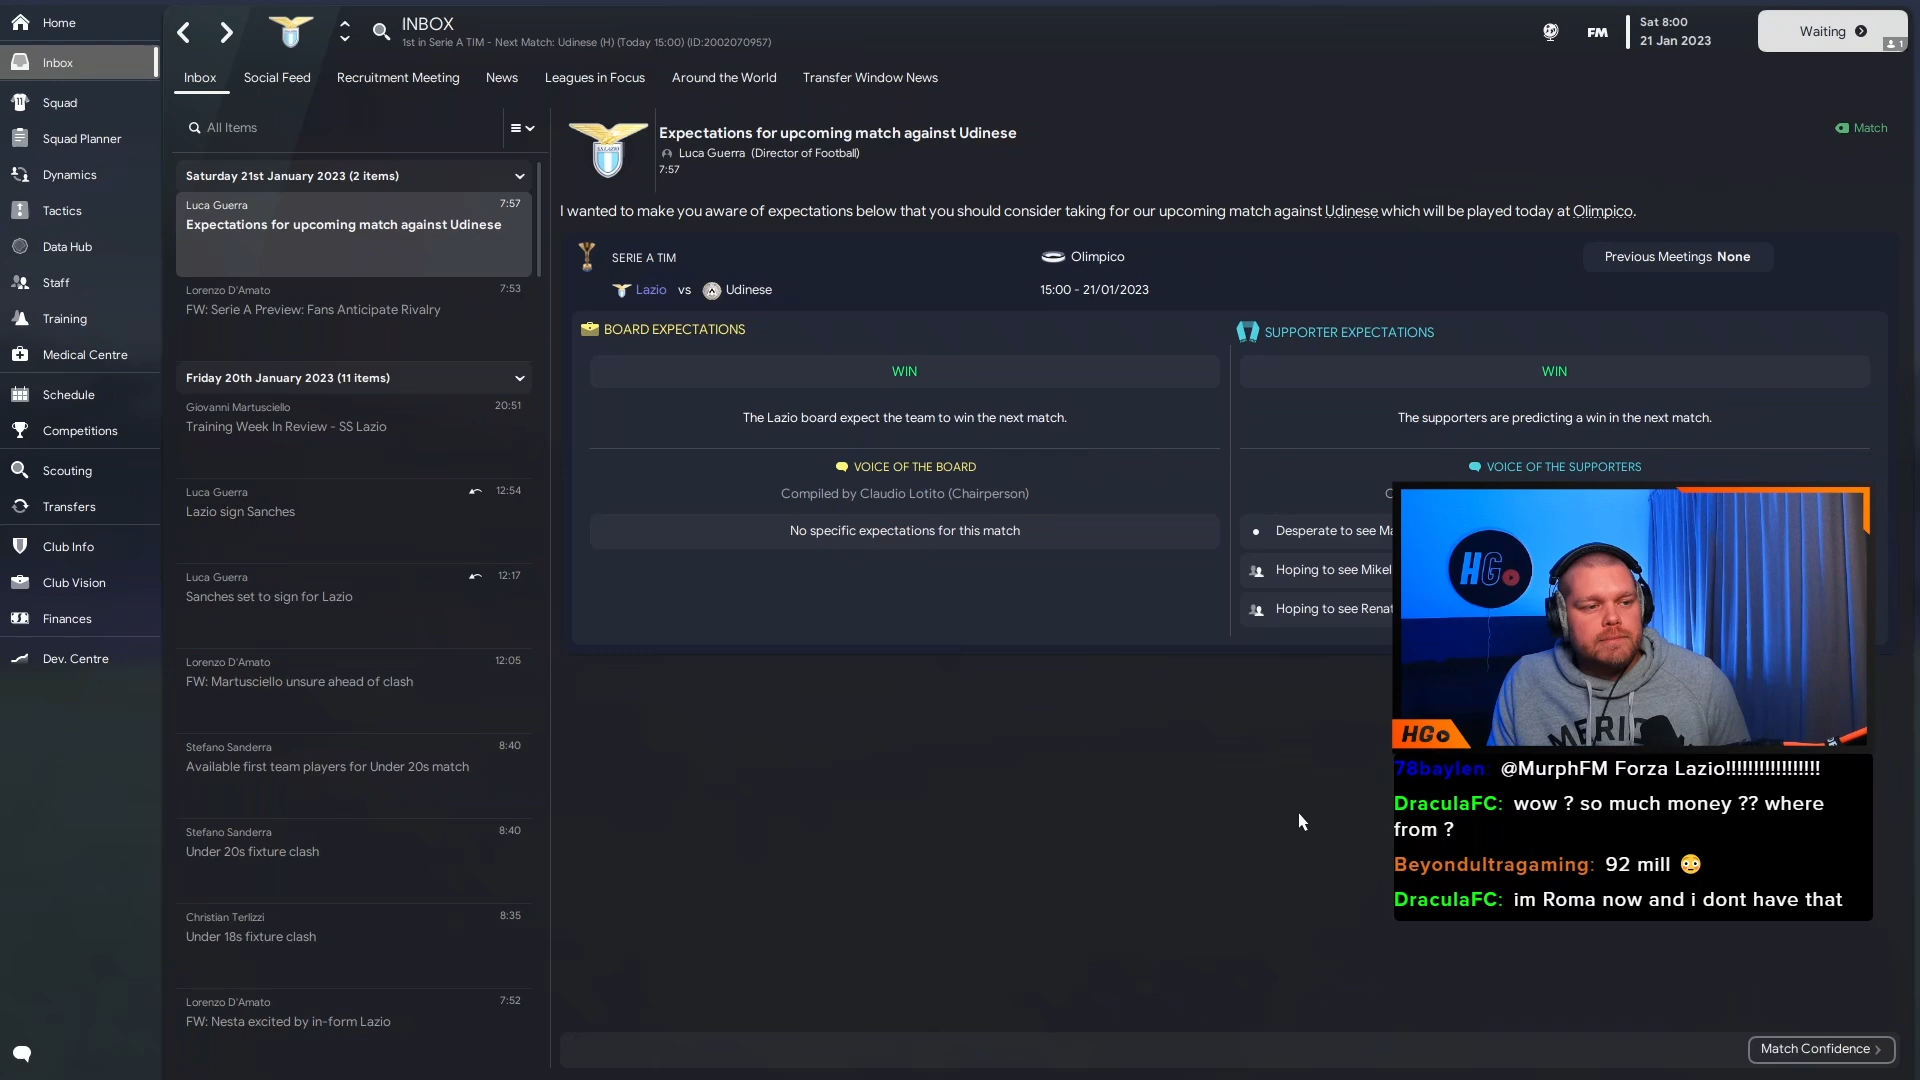 Home
Inbox
Squad
Squad Planner
Dynamics
Tactics
Data Hub
Staff
Training
Medical Centre
Schedule
Competitions
Scouting
Transfers
Club Info
Club Vision
Finances
Dev. Centre
INBOX
1st in Serie A TIM - Next Match: Udinese (H) (Today 15:00) (ID:2002070957)
FM
Sat 8:00
21 Jan 2023
Waiting
1
Inbox Social Feed Recruitment Meeting News Leagues in Focus Around the World Transfer Window News
All Items
Saturday 21st January 2023 (2 items)
Luca Guerra 7:57
Expectations for upcoming match against Udinese
Lorenzo D'Amato 7:53
FW: Serie A Preview: Fans Anticipate Rivalry
Friday 20th January 2023 (11 items)
Giovanni Martusciello 20:51
Training Week In Review - SS Lazio
Luca Guerra 12:54
Lazio sign Sanches
Luca Guerra 12:17
Sanches set to sign for Lazio
Lorenzo D'Amato 12:05
FW: Martusciello unsure ahead of clash
Stefano Sanderra 8:40
Available first team players for Under 20s match
Stefano Sanderra 8:40
Under 20s fixture clash
Christian Terlizzi 8:35
Under 18s fixture clash
Lorenzo D'Amato 7:52
FW: Nesta excited by in-form Lazio
Expectations for upcoming match against Udinese
Luca Guerra (Director of Football)
7:57
Match
I wanted to make you aware of expectations below that you should consider taking for our upcoming match against Udinese which will be played today at Olimpico.
SERIE A TIM
Olimpico
Previous Meetings None
Lazio vs Udinese
15:00 - 21/01/2023
BOARD EXPECTATIONS
WIN
The Lazio board expect the team to win the next match.
VOICE OF THE BOARD
Compiled by Claudio Lotito (Chairperson)
No specific expectations for this match
SUPPORTER EXPECTATIONS
WIN
The supporters are predicting a win in the next match.
VOICE OF THE SUPPORTERS
C
Desperate to see Ma
Hoping to see Mikel
Hoping to see Renat
HG
MERI
HG
78baylen: @MurphFM Forza Lazio!!!!!!!!!!!!!!!!!
DraculaFC: wow ? so much money ?? where
from ?
Beyondultragaming: 92 mill 😳
DraculaFC: im Roma now and i dont have that
Match Confidence